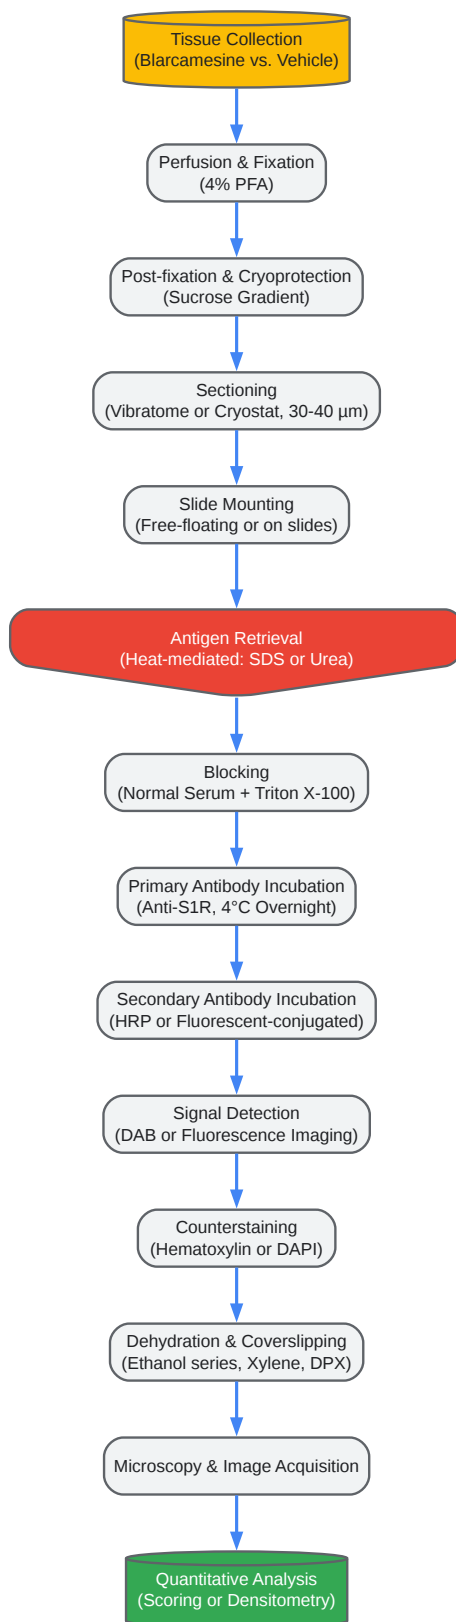 Tissue Collection
(Blarcamesine vs. Vehicle)
Perfusion & Fixation
(4% PFA)
Post-fixation & Cryoprotection
(Sucrose Gradient)
Sectioning
(Vibratome or Cryostat, 30-40 µm)
Slide Mounting
(Free-floating or on slides)
Antigen Retrieval
(Heat-mediated: SDS or Urea)
Blocking
(Normal Serum + Triton X-100)
Primary Antibody Incubation
(Anti-S1R, 4°C Overnight)
Secondary Antibody Incubation
(HRP or Fluorescent-conjugated)
Signal Detection
(DAB or Fluorescence Imaging)
Counterstaining
(Hematoxylin or DAPI)
Dehydration & Coverslipping
(Ethanol series, Xylene, DPX)
Microscopy & Image Acquisition
Quantitative Analysis
(Scoring or Densitometry)